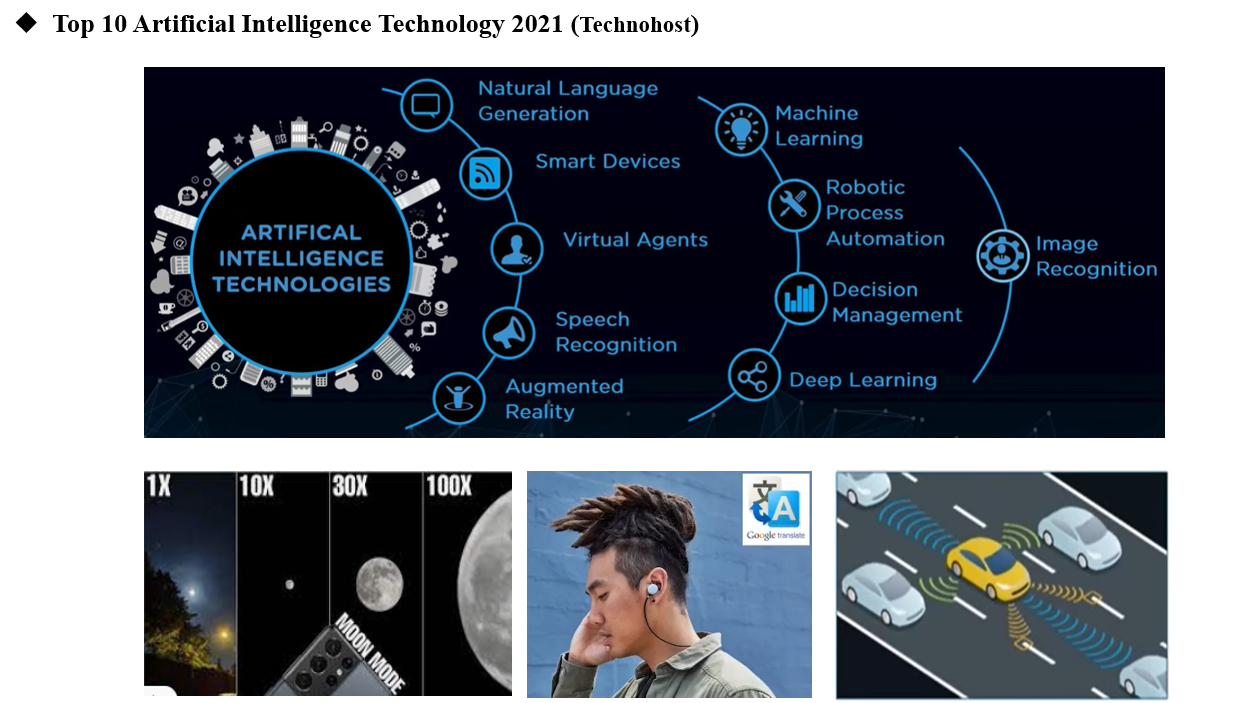 ◆ Top 10 Artificial Intelligence Technology 2021 (Technohost)
ARTIFICAL
INTELLIGENCE
TECHNOLOGIES
Natural Language
Generation
Smart Devices
Virtual Agents
Speech
Recognition
Augmented
Reality
Machine
Learning
Robotic
Process
Automation
Decision
Management
Deep Learning
Image
Recognition
1X
10X
30X
100X
MOON MODE
文
A
Google translate